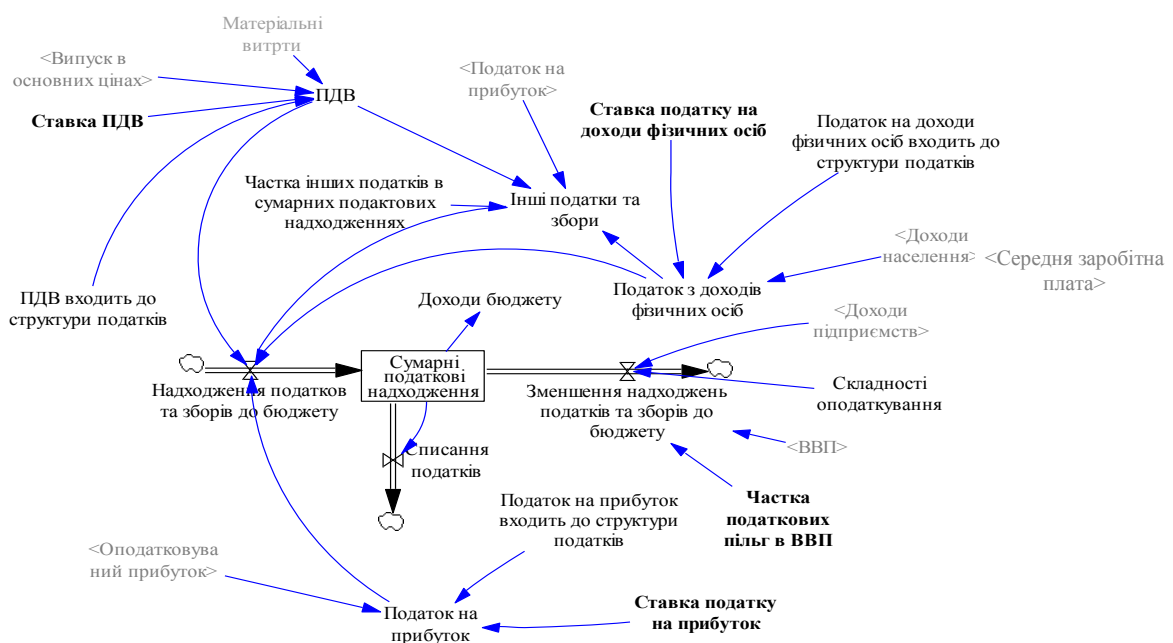 Матеріальні
витрти
<Випуск в
основних цінах>
ПДВ
Ставка ПДВ
<Податок на
прибуток>
Ставка податку на
доходи фізичних осіб
Податок на доходи
фізичних осіб входить до
структури податків
Частка інших податків в
сумарних подактових
надходженнях
Інші податки та
збори
<Доходи
населення>
<Середня заробітна
плата>
ПДВ входить до
структури податків
Податок з доходів
фізичних осіб
Доходи бюджету
<Доходи
підприємств>
Сумарні
податкові
надходження
Надходження податков
та зборів до бюджету
Зменшення надходжень
податків та зборів до
бюджету
Складності
оподаткування
<ВВП>
Списання
податків
Частка
податкових
пільг в ВВП
Податок на прибуток
входить до структури
податків
<Оподатковува
ний прибуток>
Податок на
прибуток
Ставка податку
на прибуток